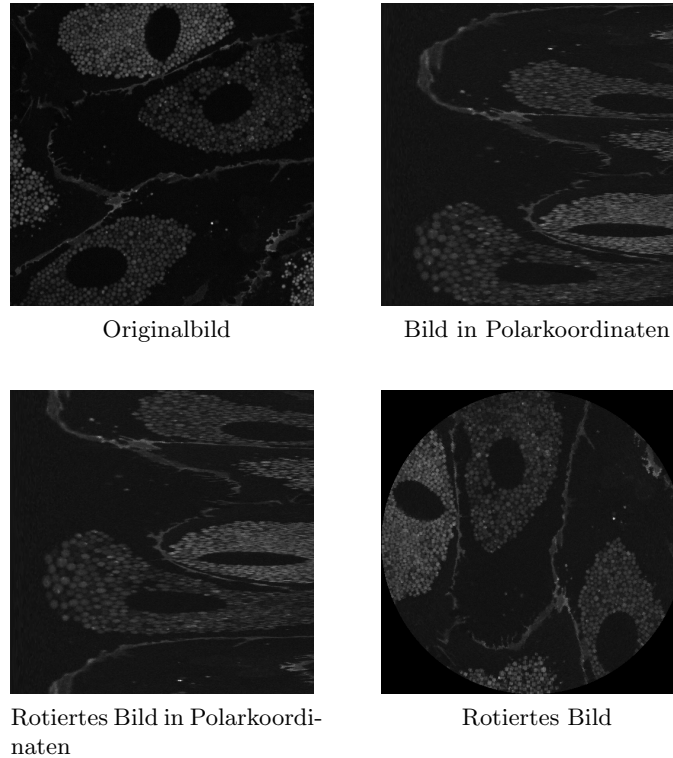 Originalbild
Bild in Polarkoordinaten
Rotiertes Bild in Polarkoordi-
naten
Rotiertes Bild